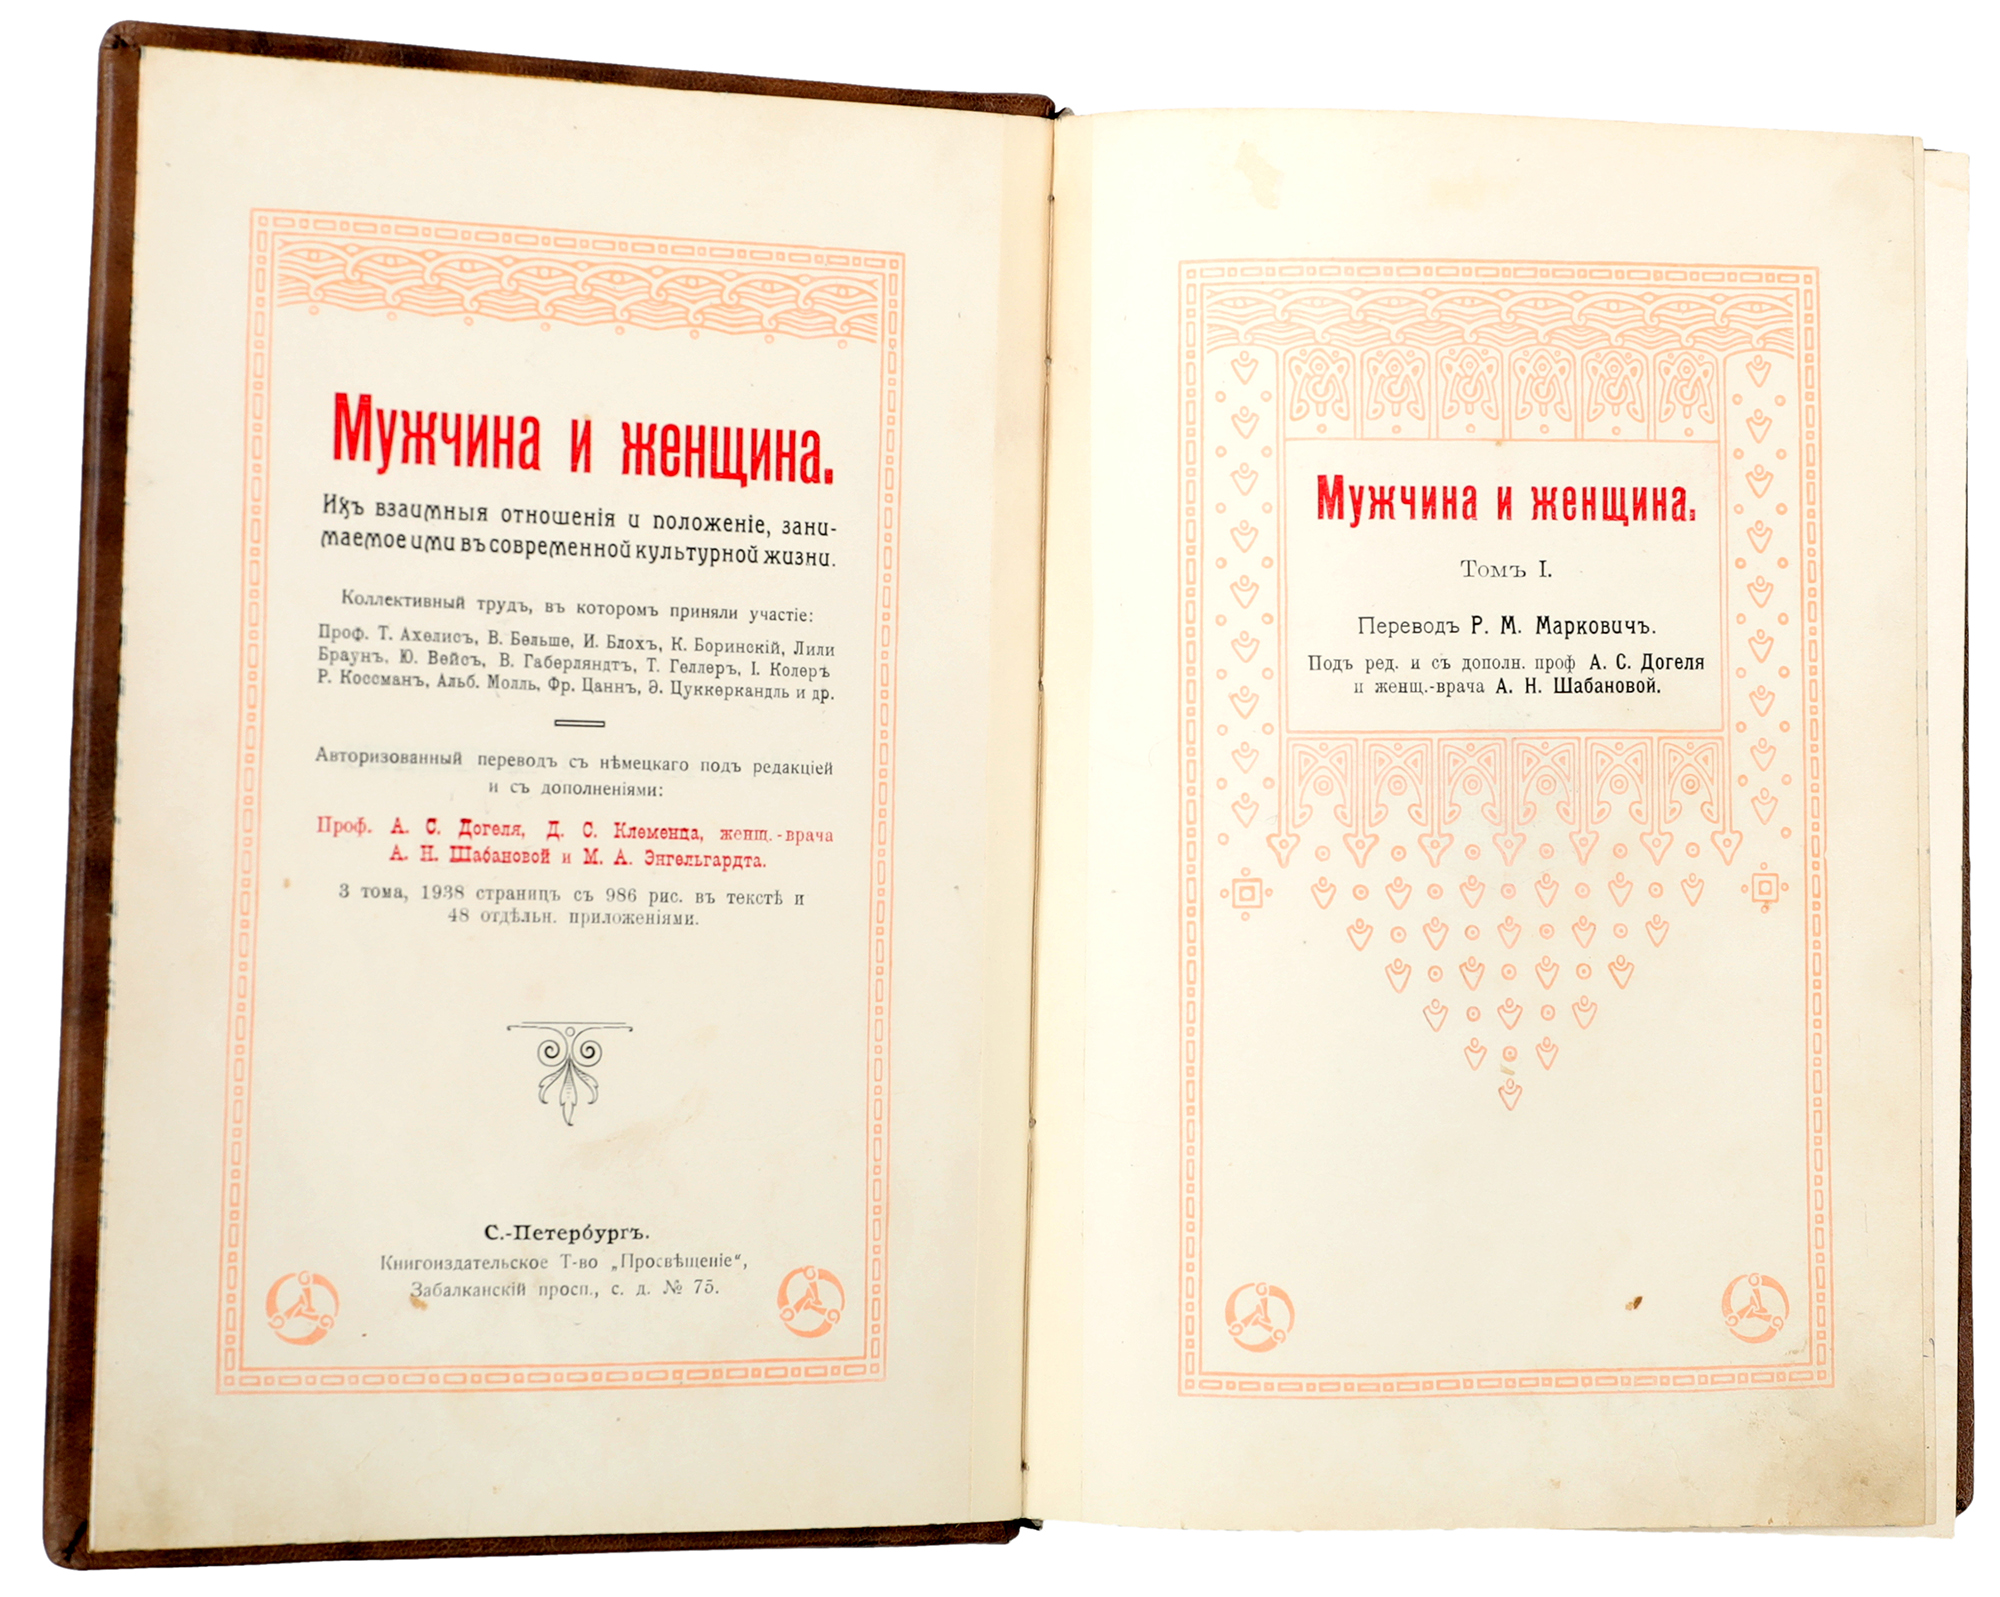 Мужчина и женщина.
Ихъ взаимныя отношенія и положеніе, зани-
маемое ими въ современной культурной жизни.
Коллективный трудъ, въ которомъ приняли участіе:
Проф. Т. Ахелисъ, В. Бельше, И. Блохъ, К. Боринскій, Лили
Браунъ, Ю. Вейсъ, В. Габерляндтъ, Т. Геллеръ, І. Колеръ
Р. Коссманъ, Альб. Молль, Фр. Цаннъ, Э. Цуккеркандль и др.
Авторизованный переводъ съ нѣмецкаго подъ редакціей
и съ дополненіями:
Проф. А. С. Догеля, Д. С. Клеменца, женщ.-врача
А. Н. Шабановой и М. А. Энгельгардта.
3 тома, 1938 страницъ съ 986 рис. въ текстѣ и
48 отдѣльн. приложеніями.
С.-Петербургъ.
Книгоиздательское Т-во „Просвѣщеніе“,
Забалканскій просп., с. д. № 75.
Мужчина и женщина.
Томъ I.
Переводъ Р. М. Марковичъ.
Подъ ред. и съ дополн. проф А. С. Догеля
и женщ.-врача А. Н. Шабановой.